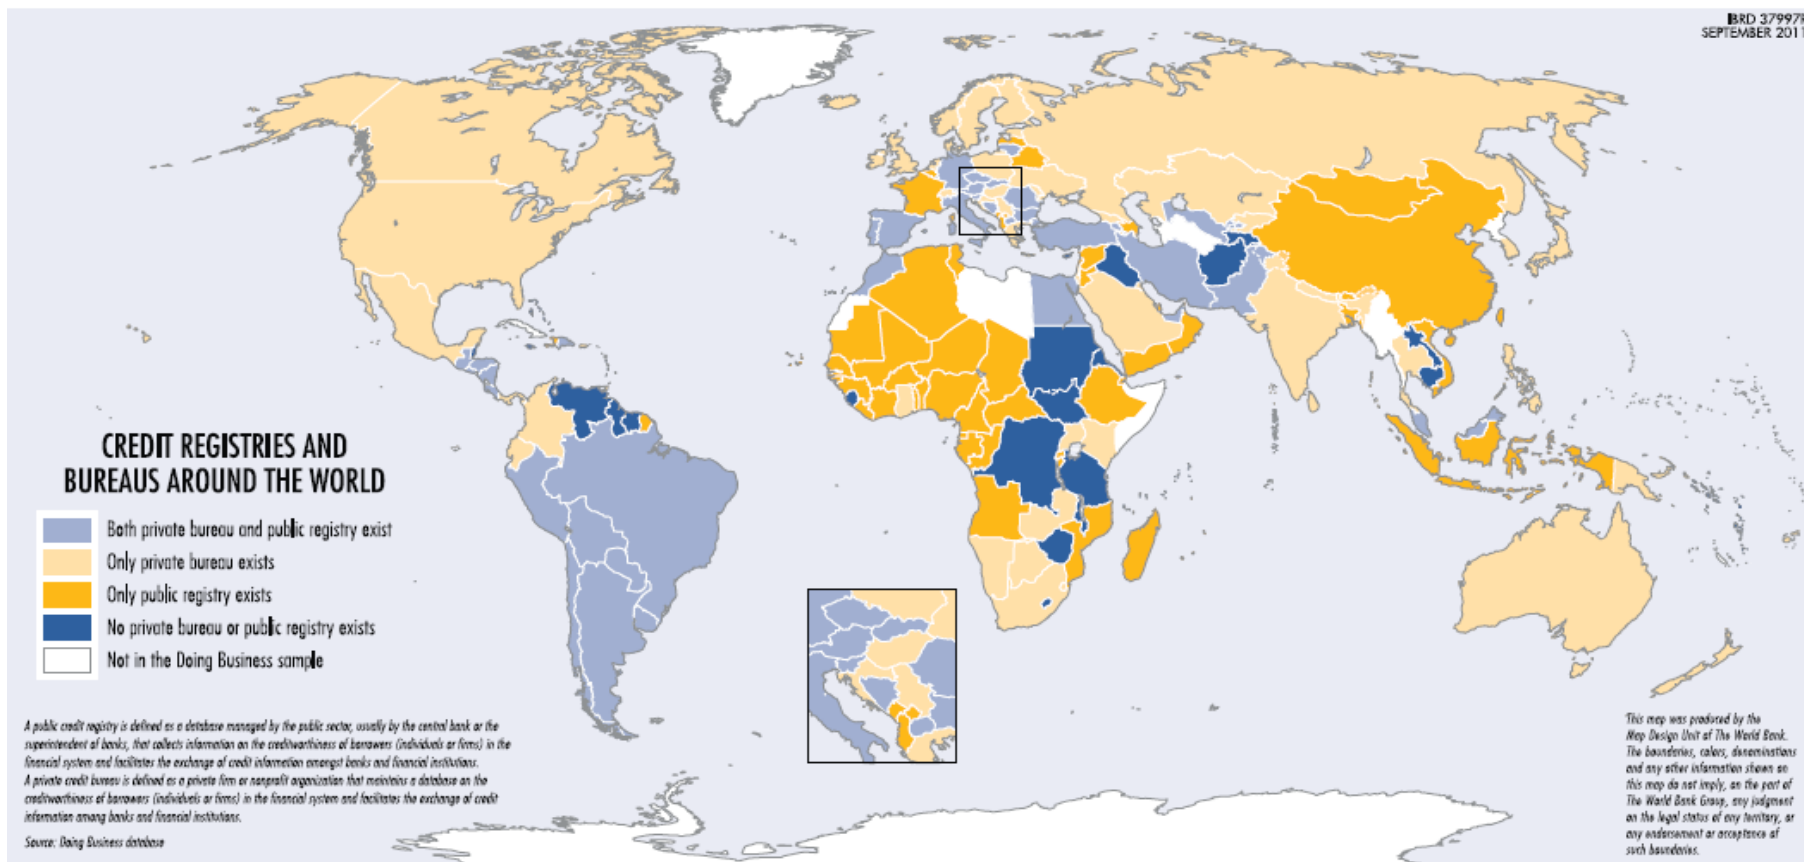 IBRD 37997R
SEPTEMBER 2011
CREDIT REGISTRIES AND
BUREAUS AROUND THE WORLD
Both private bureau and public registry exist
Only private bureau exists
Only public registry exists
No private bureau or public registry exists
Not in the Doing Business sample
A public credit registry is defined as a database managed by the public sector, usually by the central bank or the
superintendent of banks, that collects information on the creditworthiness of borrowers (individuals or firms) in the
financial system and facilitates the exchange of credit information amongst banks and financial institutions.
A private credit bureau is defined as a private firm or nonprofit organization that maintains a database on the
creditworthiness of borrowers (individuals or firms) in the financial system and facilitates the exchange of credit
information among banks and financial institutions.
Source: Doing Business database
This map was produced by the
Map Design Unit of The World Bank.
The boundaries, colors, denominations
and any other information shown on
this map do not imply, on the part of
The World Bank Group, any judgment
on the legal status of any territory, or
any endorsement or acceptance of
such boundaries.